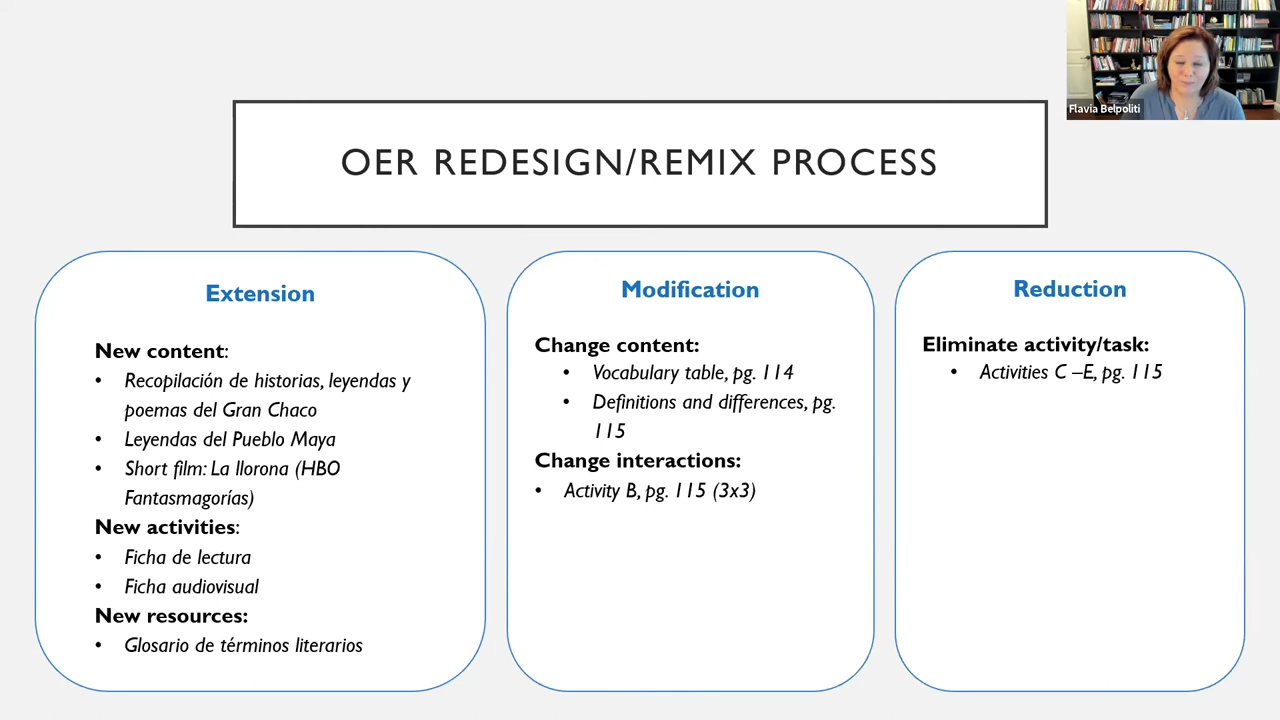 Flavia Belpoliti
OER REDESIGN/REMIX PROCESS
Extension
New content:
• Recopilación de historias, leyendas y
poemas del Gran Chaco
• Leyendas del Pueblo Maya
• Short film: La llorona (HBO
Fantasmagorías)
New activities:
• Ficha de lectura
• Ficha audiovisual
New resources:
• Glosario de términos literarios
Modification
Change content:
• Vocabulary table, pg. 114
• Definitions and differences, pg.
115
Change interactions:
• Activity B, pg. 115 (3x3)
Reduction
Eliminate activity/task:
• Activities C –E, pg. 115